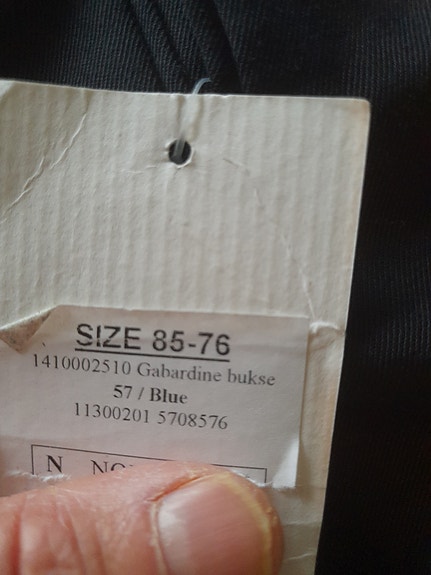 SIZE 85-76
1410002510 Gabardine bukse
57 / Blue
11300201 5708576
N